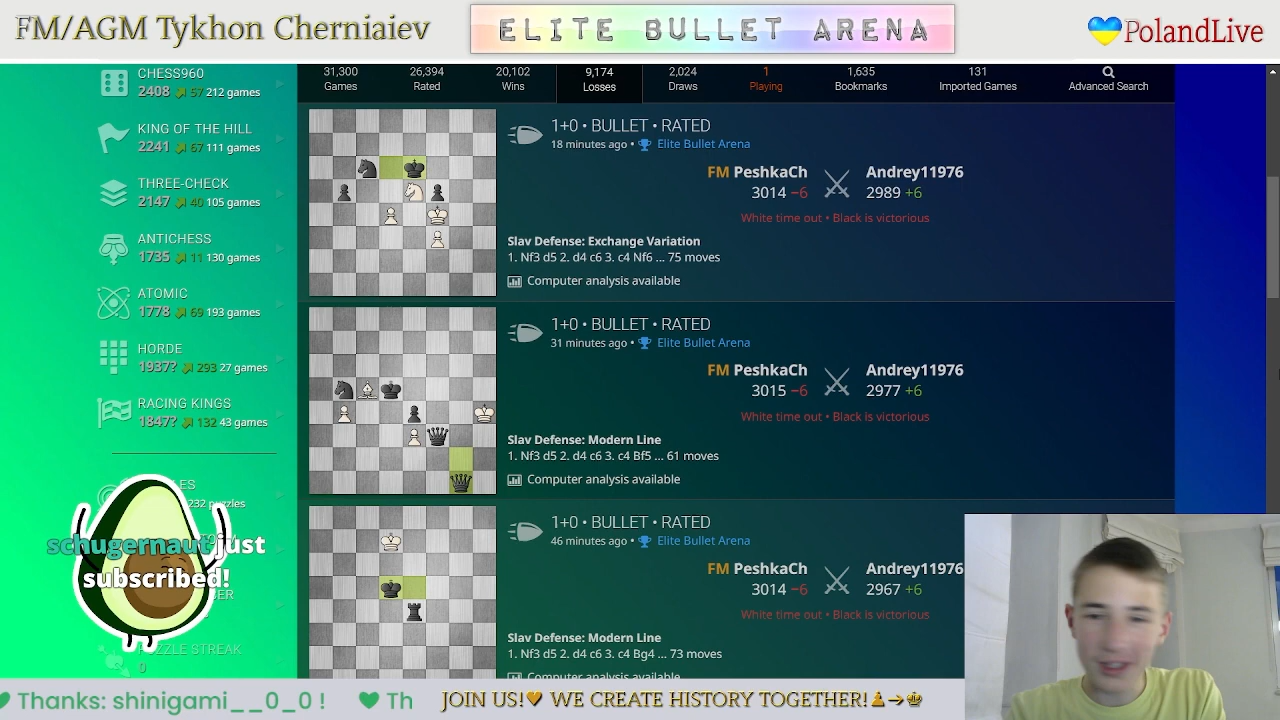 FM/AGM Tykhon Cherniaiev
ELITE BULLET ARENA
PolandLive
CHESS960
2408 57 212 games
KING OF THE HILL
2241 67 111 games
THREE-CHECK
2147 40 105 games
ANTICHESS
1735 11 130 games
ATOMIC
1778 69 193 games
HORDE
1937? 293 27 games
RACING KINGS
1847? 132 43 games
232 puzzles
schugernaut just
subscribed!
PUZZLE STREAK
0
31,300
Games
26,394
Rated
20,102
Wins
9,174
Losses
2,024
Draws
1
Playing
1,635
Bookmarks
131
Imported Games
Advanced Search
1+0 • BULLET • RATED
18 minutes ago • Elite Bullet Arena
FM PeshkaCh
3014 −6
Andrey11976
2989 +6
White time out • Black is victorious
Slav Defense: Exchange Variation
1. Nf3 d5 2. d4 c6 3. c4 Nf6 ... 75 moves
Computer analysis available
1+0 • BULLET • RATED
31 minutes ago • Elite Bullet Arena
FM PeshkaCh
3015 −6
Andrey11976
2977 +6
White time out • Black is victorious
Slav Defense: Modern Line
1. Nf3 d5 2. d4 c6 3. c4 Bf5 ... 61 moves
Computer analysis available
1+0 • BULLET • RATED
46 minutes ago • Elite Bullet Arena
FM PeshkaCh
3014 −6
Andrey11976
2967 +6
White time out • Black is victorious
Slav Defense: Modern Line
1. Nf3 d5 2. d4 c6 3. c4 Bg4 ... 73 moves
Computer analysis available
Thanks: shinigami__0_0 ! Th
JOIN US!🧡 WE CREATE HISTORY TOGETHER!♟→♚